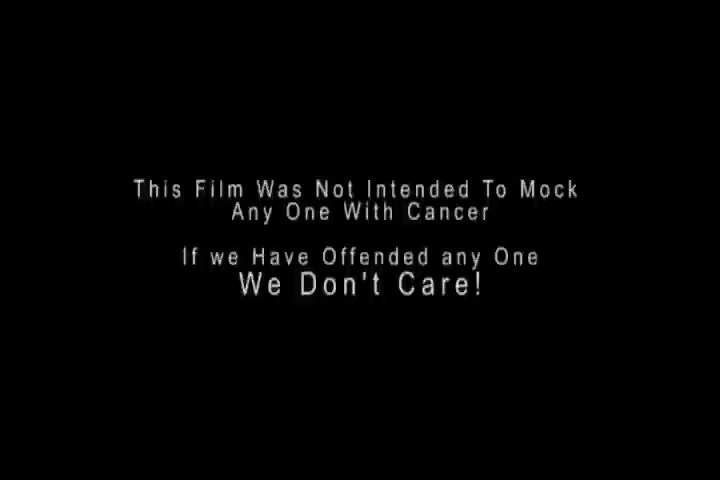 This Film Was Not Intended To Mock
Any One With Cancer
If we Have Offended any One
We Don't Care!